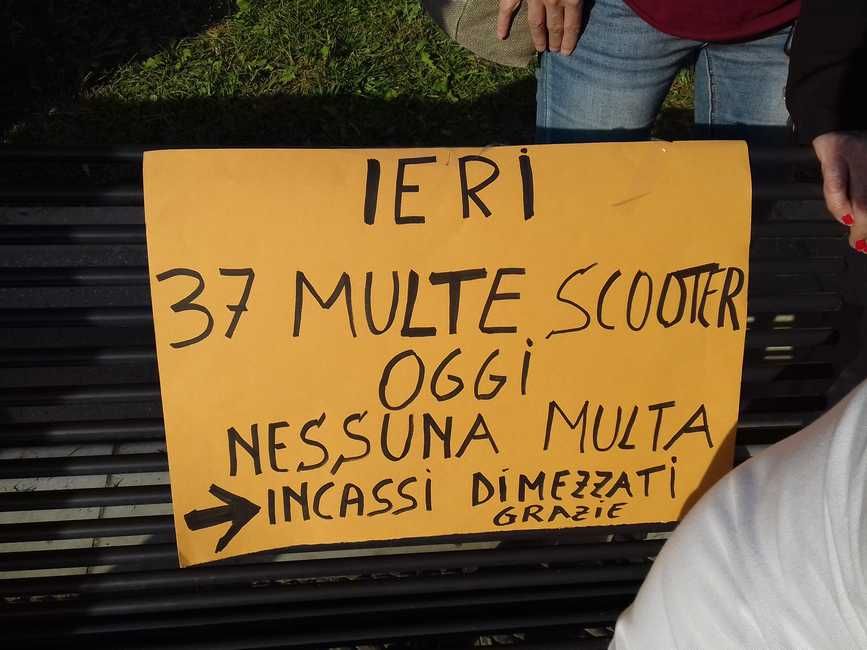 IERI
37 MULTE SCOOTER
OGGI
NESSUNA MULTA
→ INCASSI DIMEZZATI
GRAZIE